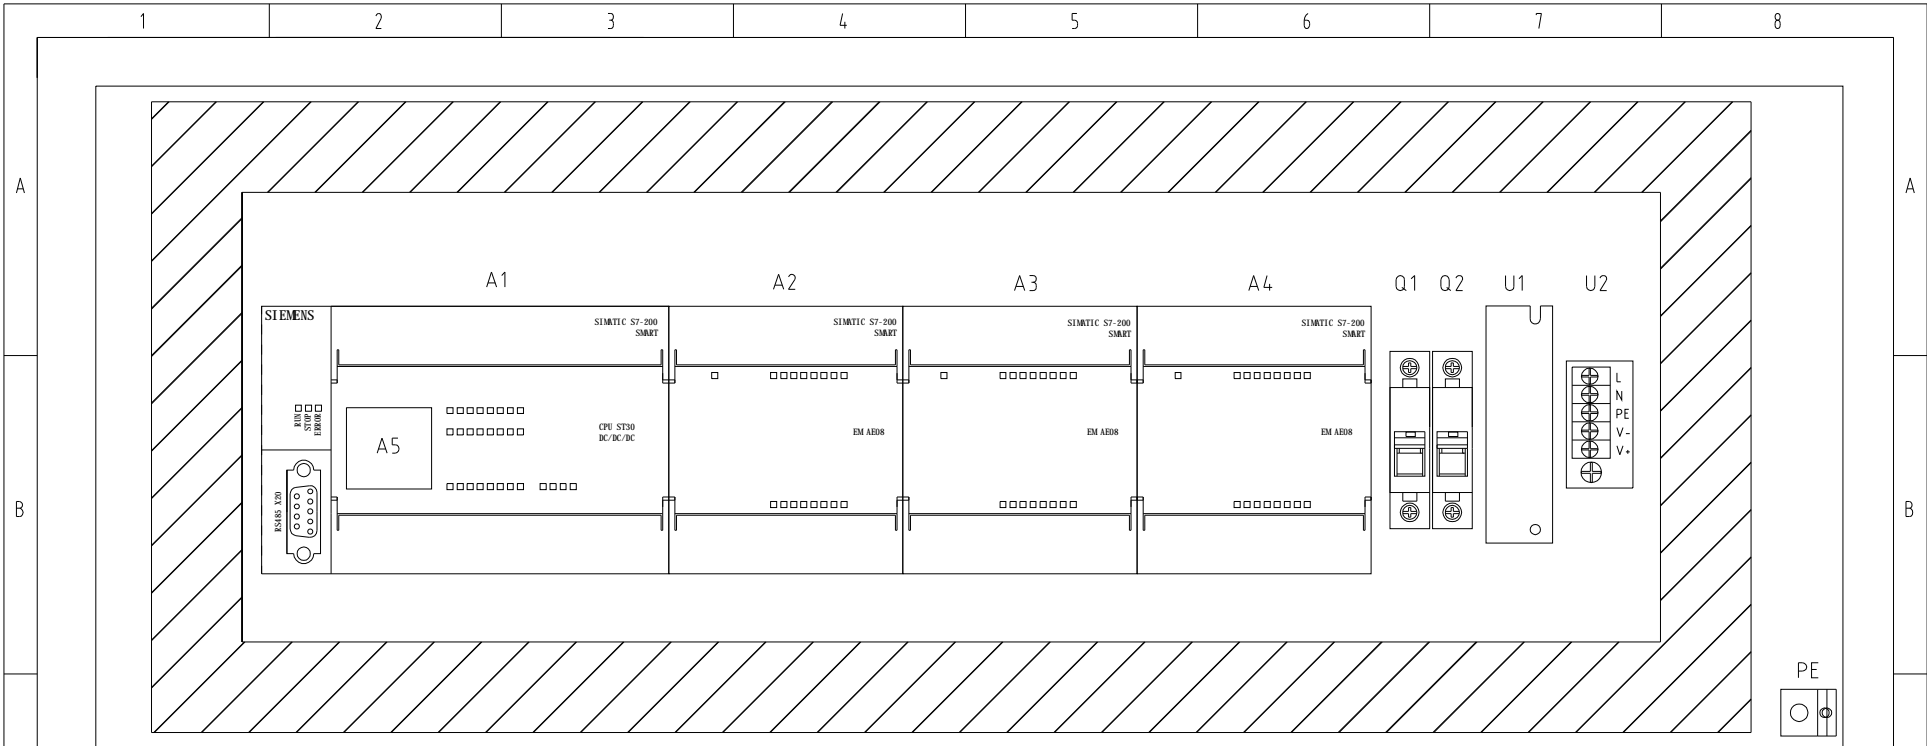 1 2 3 4 5 6 7 8
A A
A1 A2 A3 A4 Q1 Q2 U1 U2
SIEMENS
SIMATIC S7-200
SMART
SIMATIC S7-200
SMART
SIMATIC S7-200
SMART
SIMATIC S7-200
SMART
L
N
PE
V-
V+
RUN
STOP
ERROR
A5
CPU ST30
DC/DC/DC
EM AE08
EM AE08
EM AE08
RS485 X20
B B
PE